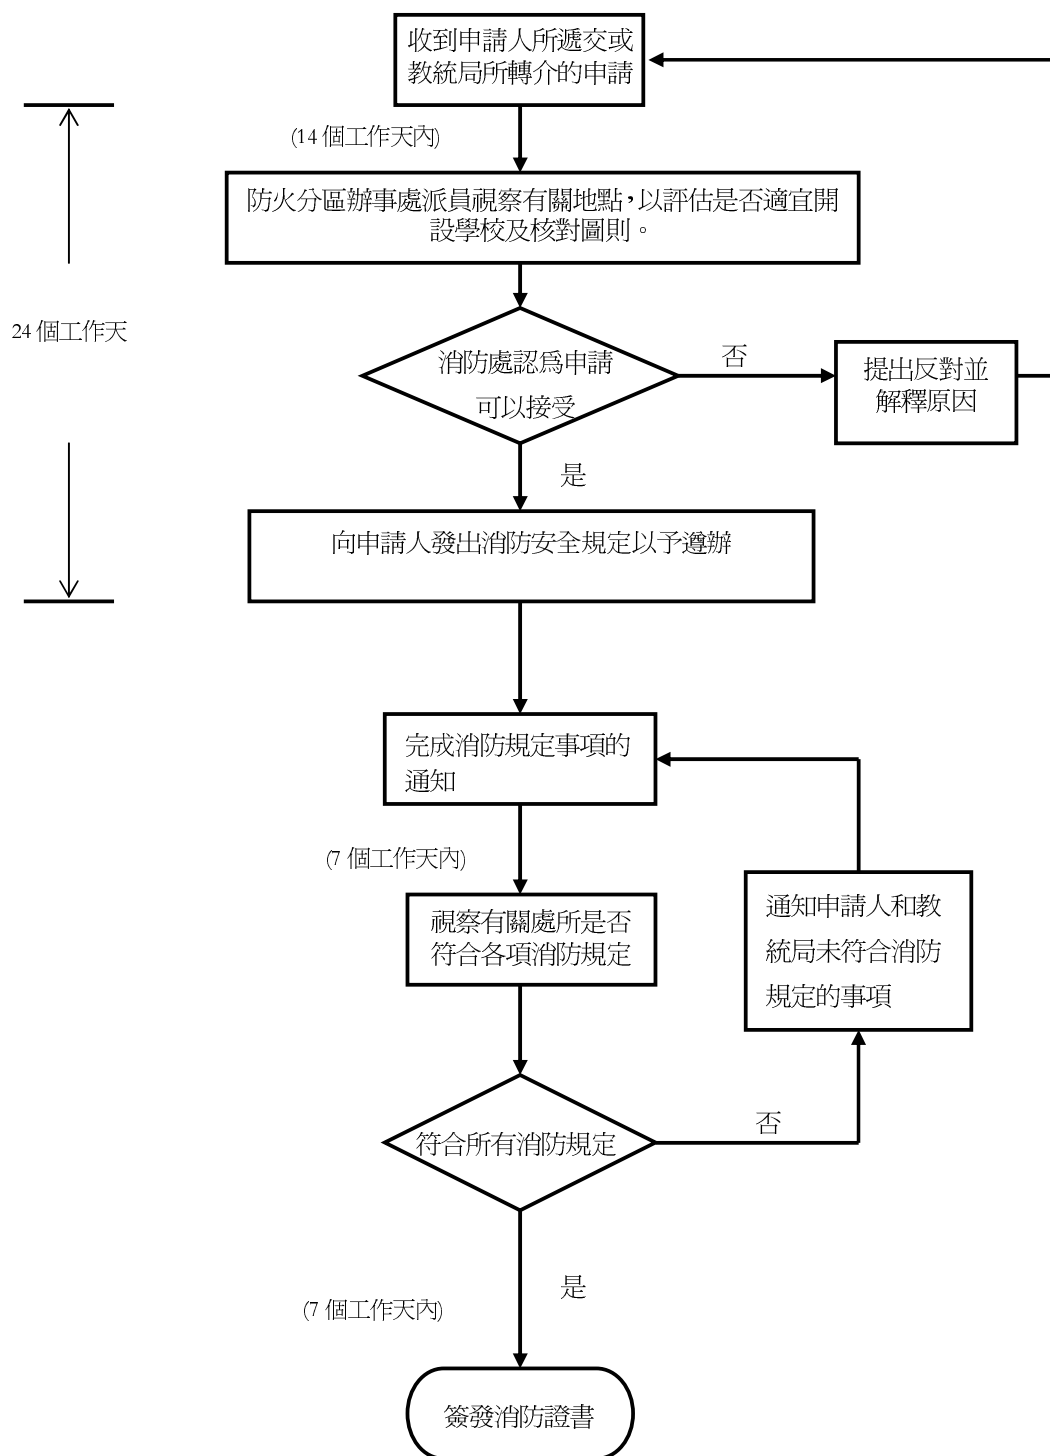 收到申請人所遞交或
教統局所轉介的申請
(14 個工作天內)
防火分區辦事處派員視察有關地點，以評估是否適宜開
設學校及核對圖則。
24 個工作天
消防處認為申請
可以接受
否
提出反對並
解釋原因
是
向申請人發出消防安全規定以予遵辦
完成消防規定事項的
通知
(7 個工作天內)
視察有關處所是否
符合各項消防規定
通知申請人和教
統局未符合消防
規定的事項
符合所有消防規定
否
是
(7 個工作天內)
簽發消防證書